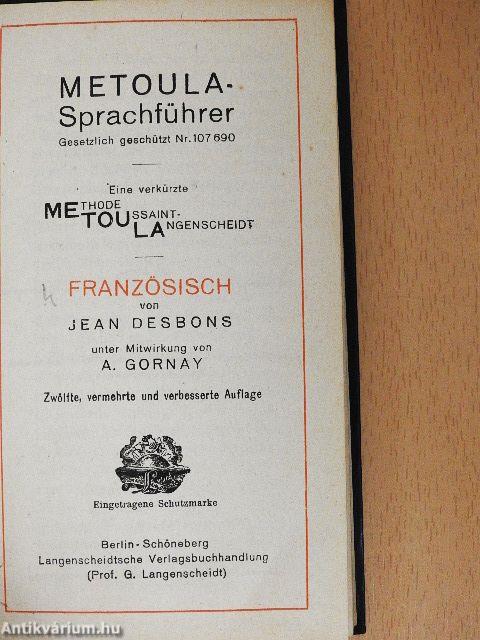 METOULA-
Sprachführer
Gesetzlich geschützt Nr. 107 690
Eine verkürzte
METHODE
TOUSSAINT-
LANGENSCHEIDT
FRANZÖSISCH
von
JEAN DESBONS
unter Mitwirkung von
A. GORNAY
Zwölfte, vermehrte und verbesserte Auflage
Eingetragene Schutzmarke
Berlin-Schöneberg
Langenscheidtsche Verlagsbuchhandlung
(Prof. G. Langenscheidt)
Antikvárium.hu